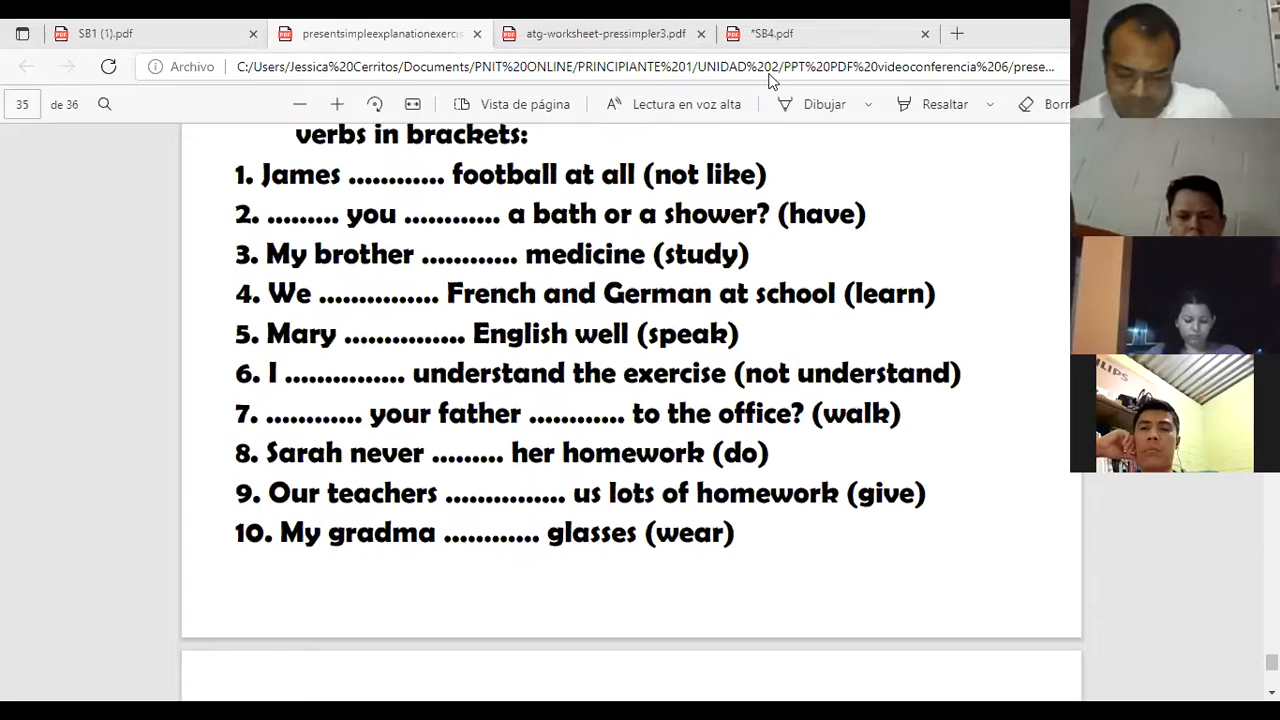 SB1 (1).pdf
presentsimpleexplanationexerci
atg-worksheet-pressimpler3.pdf
*SB4.pdf
Archivo
C:/Users/Jessica%20Cerritos/Documents/PNIT%20ONLINE/PRINCIPIANTE%201/UNIDAD%202/PPT%20PDF%20videoconferencia%206/prese...
35 de 36
Vista de página
Lectura en voz alta
Dibujar
Resaltar
Borr
verbs in brackets:
1. James ............ football at all (not like)
2. ......... you ............ a bath or a shower? (have)
3. My brother ............ medicine (study)
4. We ............... French and German at school (learn)
5. Mary ............... English well (speak)
6. I ............... understand the exercise (not understand)
7. ............ your father ............ to the office? (walk)
8. Sarah never ......... her homework (do)
9. Our teachers ............... us lots of homework (give)
10. My gradma ............ glasses (wear)